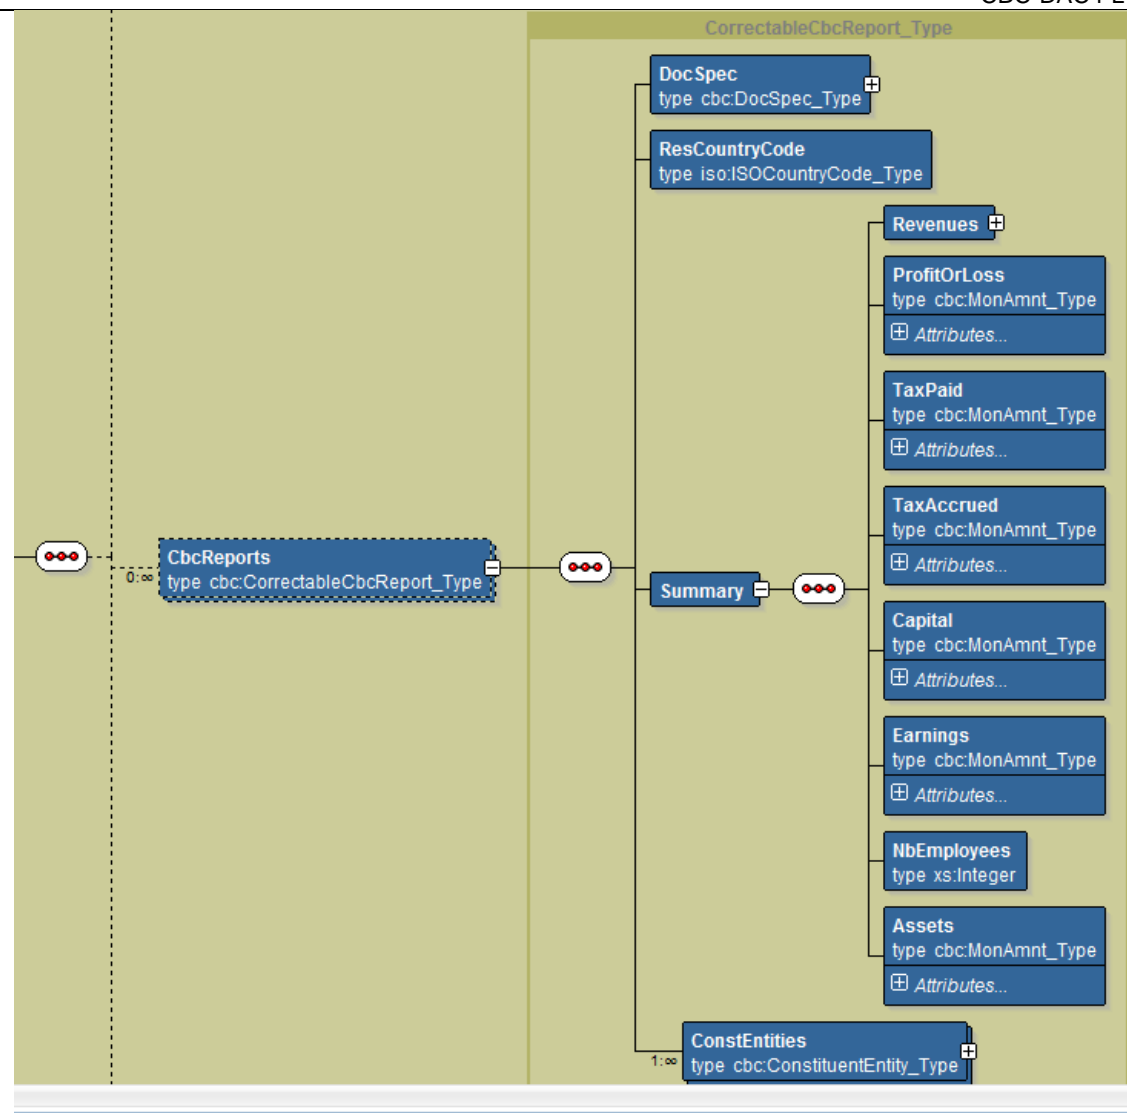 CorrectableCbcReport_Type
DocSpec
type cbc:DocSpec_Type
ResCountryCode
type iso:ISOCountryCode_Type
Revenues
ProfitOrLoss
type cbc:MonAmnt_Type
Attributes...
TaxPaid
type cbc:MonAmnt_Type
Attributes...
TaxAccrued
type cbc:MonAmnt_Type
Attributes...
CbcReports
0:∞ type cbc:CorrectableCbcReport_Type
Summary
Capital
type cbc:MonAmnt_Type
Attributes...
Earnings
type cbc:MonAmnt_Type
Attributes...
NbEmployees
type xs:Integer
Assets
type cbc:MonAmnt_Type
Attributes...
ConstEntities
1:∞ type cbc:ConstituentEntity_Type